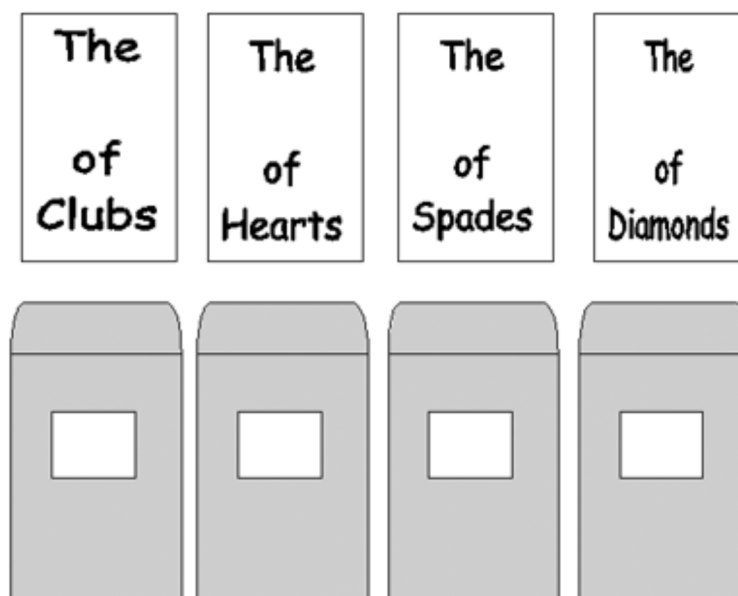 The
of
Clubs
The
of
Hearts
The
of
Spades
The
of
Diamonds